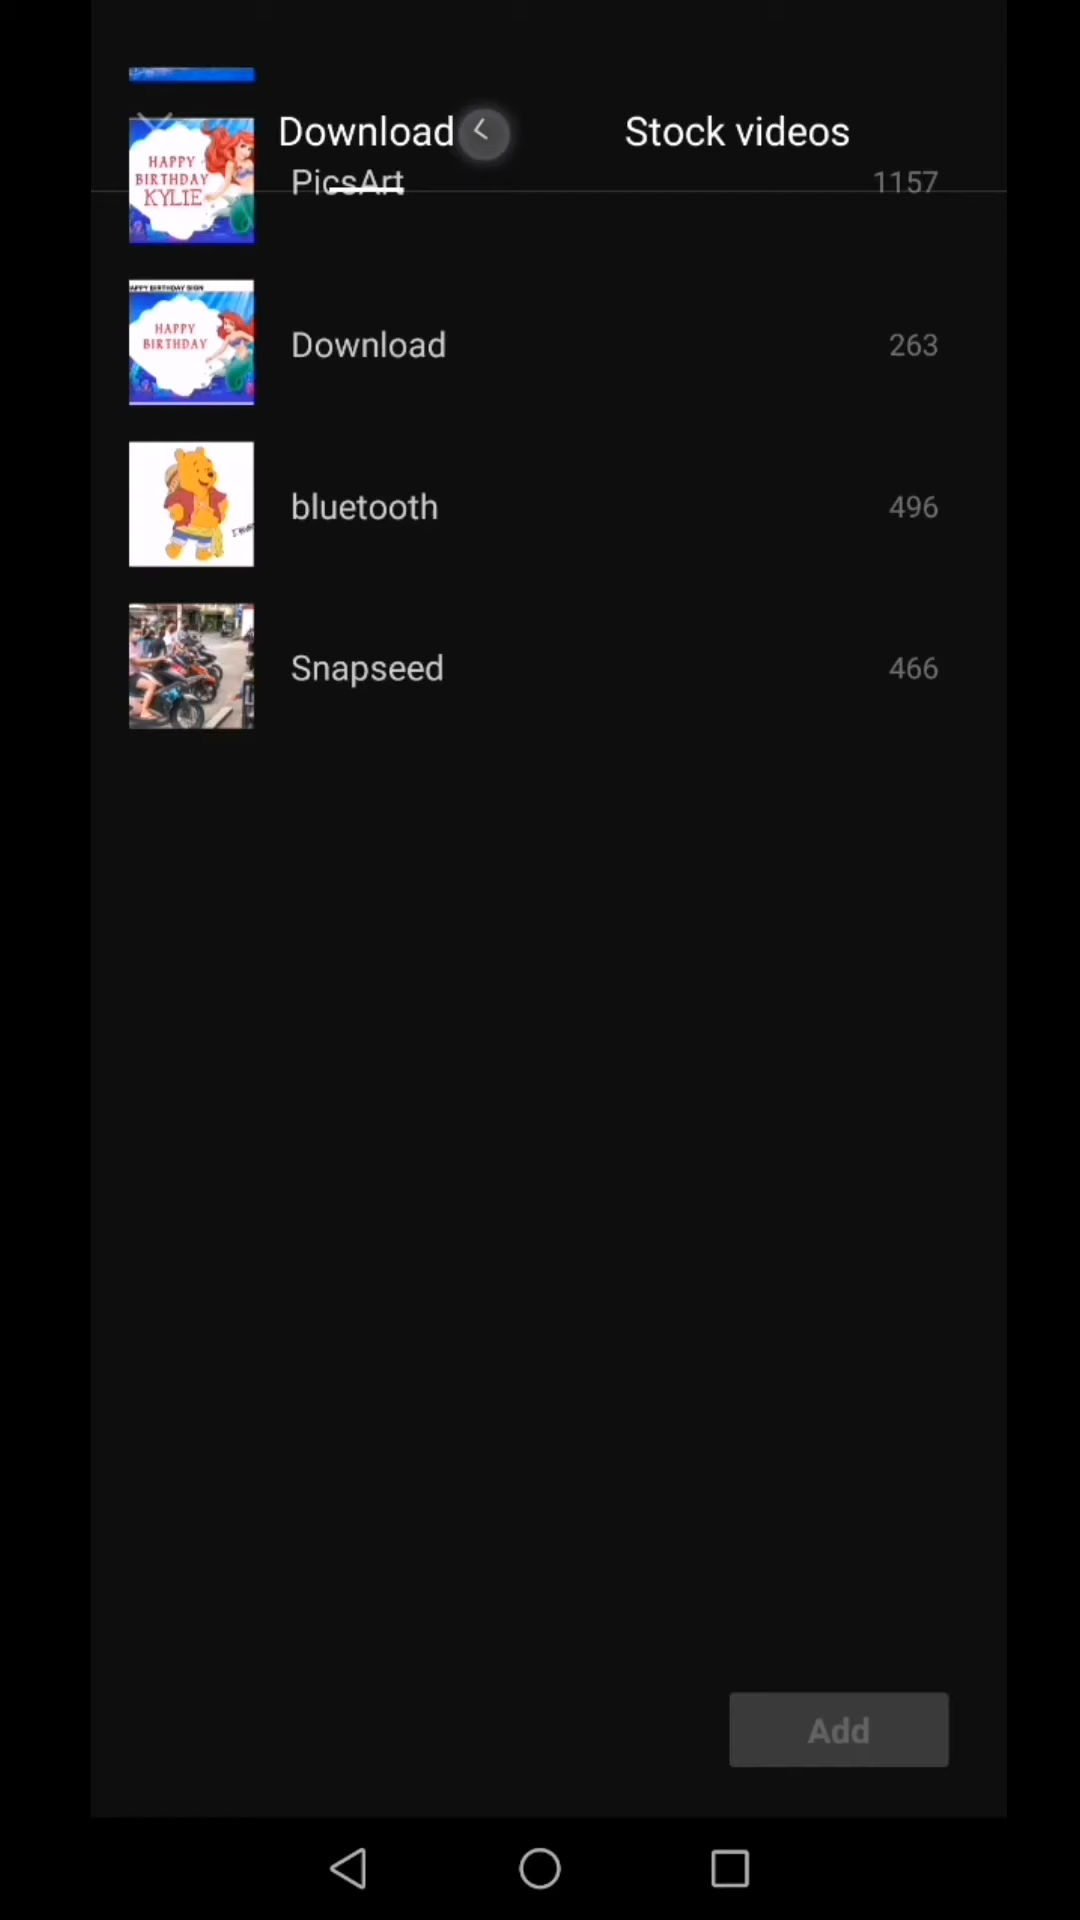 Download
Stock videos
PicsArt
1157
HAPPY
BIRTHDAY
KYLIE
HAPPY
BIRTHDAY
Download
263
bluetooth
496
Snapseed
466
Add